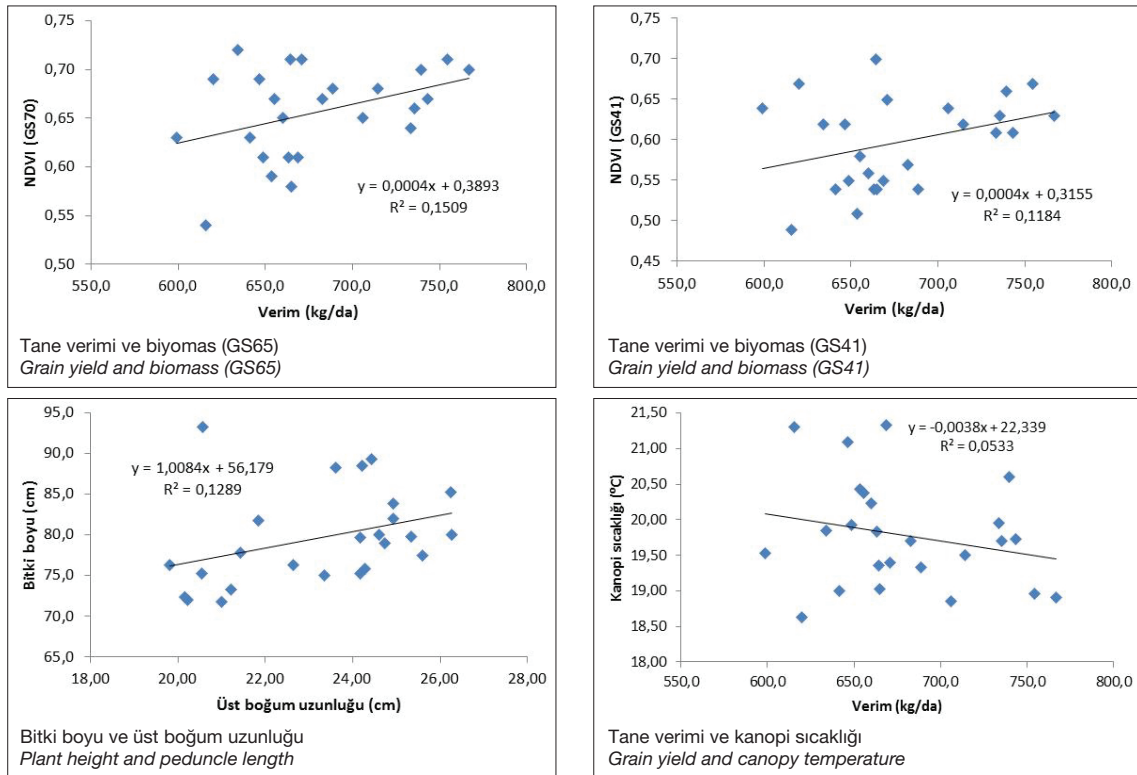 0,75
0,70
0,65
0,60
0,55
0,50
NDVI (GS70)
y = 0,0004x + 0,3893
R² = 0,1509
550,0 600,0 650,0 700,0 750,0 800,0
Verim (kg/da)
Tane verimi ve biyomas (GS65)
Grain yield and biomass (GS65)
0,75
0,70
0,65
0,60
0,55
0,50
0,45
NDVI (GS41)
y = 0,0004x + 0,3155
R² = 0,1184
550,0 600,0 650,0 700,0 750,0 800,0
Verim (kg/da)
Tane verimi ve biyomas (GS41)
Grain yield and biomass (GS41)
95,0
90,0
85,0
80,0
75,0
70,0
65,0
Bitki boyu (cm)
y = 1,0084x + 56,179
R² = 0,1289
18,00 20,00 22,00 24,00 26,00 28,00
Üst boğum uzunluğu (cm)
Bitki boyu ve üst boğum uzunluğu
Plant height and peduncle length
21,50
21,00
20,50
20,00
19,50
19,00
18,50
18,00
Kanopi sıcaklığı (ºC)
y = -0,0038x + 22,339
R² = 0,0533
550,0 600,0 650,0 700,0 750,0 800,0
Verim (kg/da)
Tane verimi ve kanopi sıcaklığı
Grain yield and canopy temperature